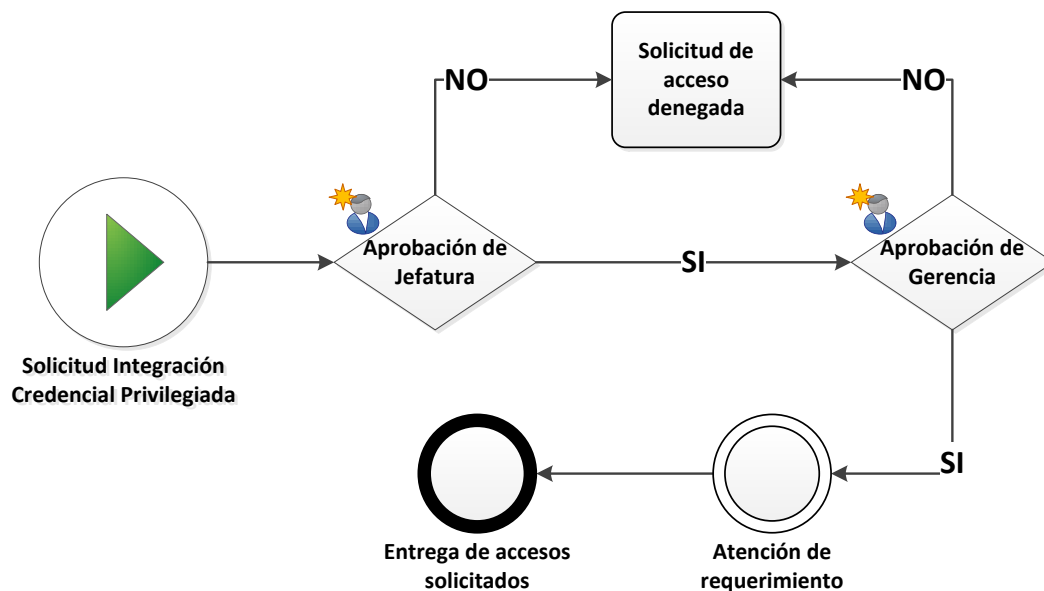 Solicitud de
acceso
denegada
NO
NO
Aprobación de
Jefatura
SI
Aprobación de
Gerencia
Solicitud Integración
Credencial Privilegiada
SI
Entrega de accesos
solicitados
Atención de
requerimiento